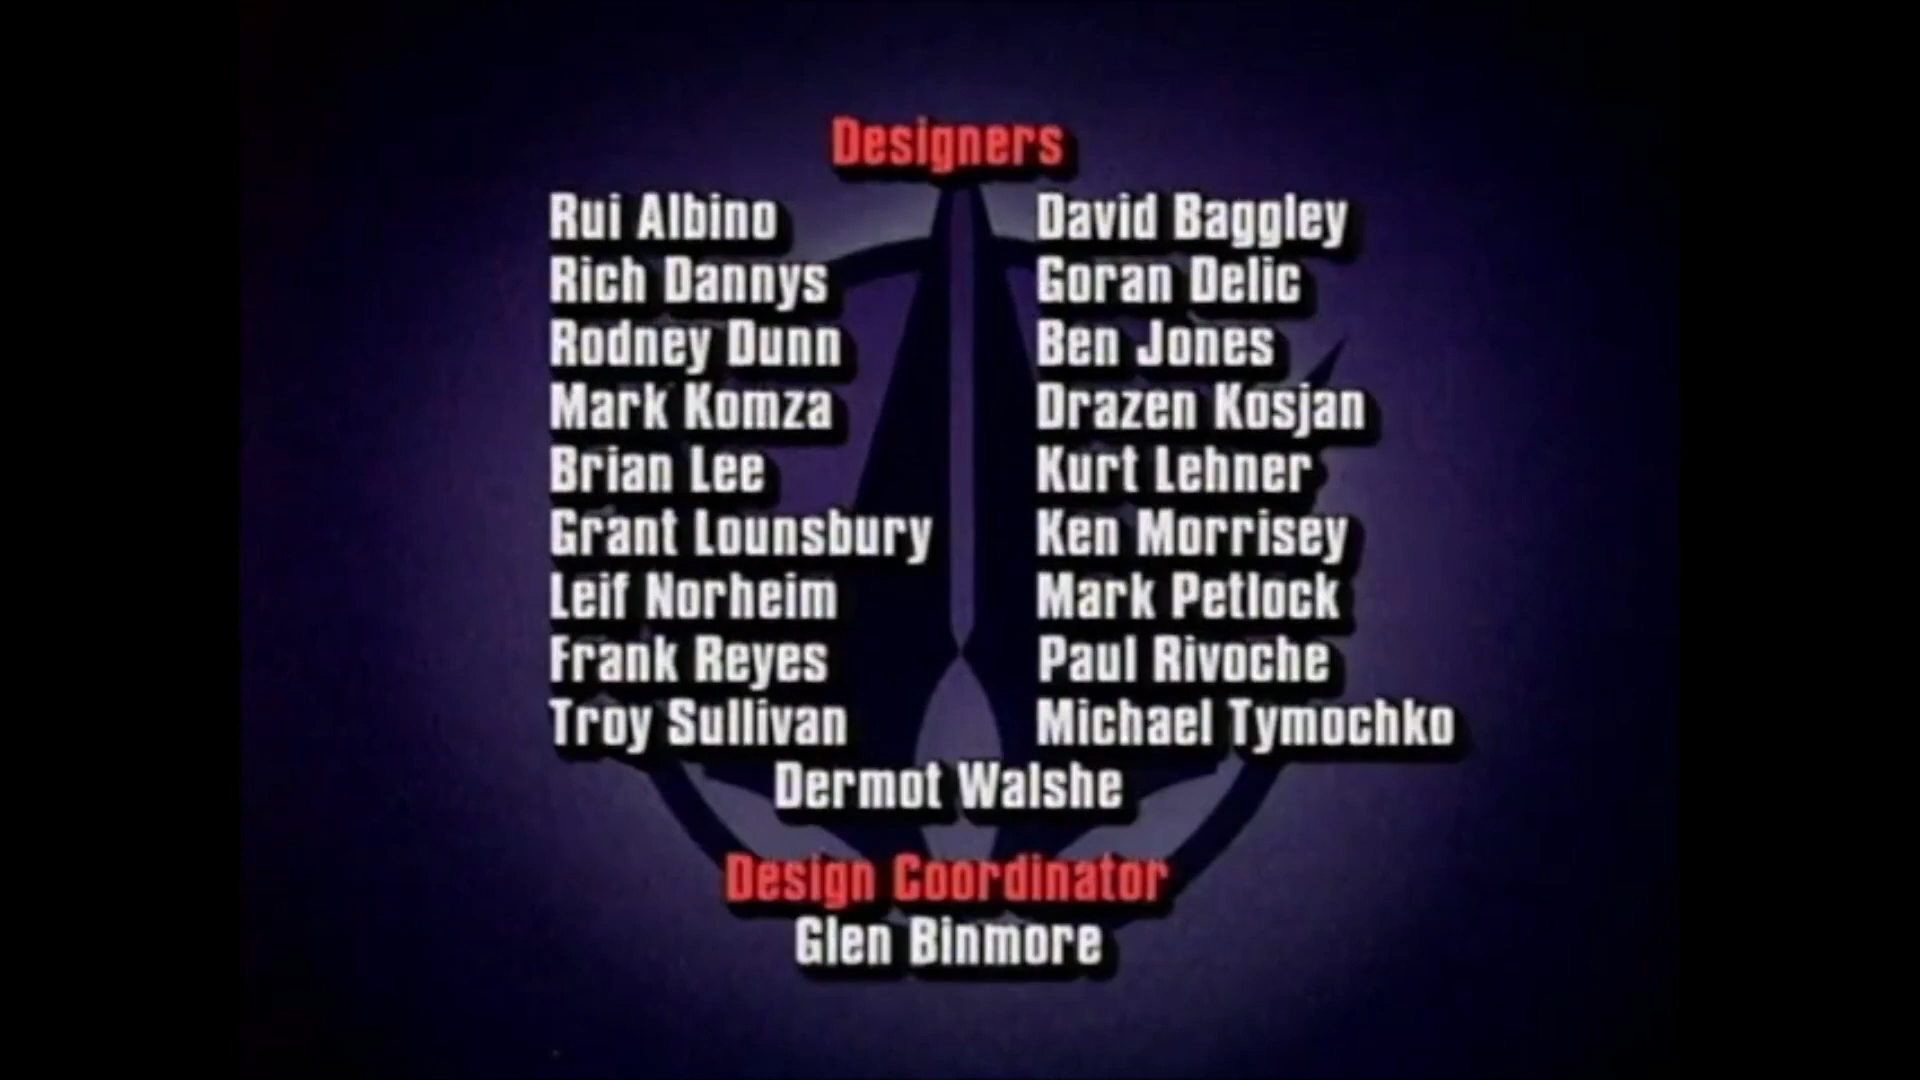 Designers
Rui Albino David Baggley
Rich Dannys Goran Delic
Rodney Dunn Ben Jones
Mark Komza Drazen Kosjan
Brian Lee Kurt Lehner
Grant Lounsbury Ken Morrisey
Leif Norheim Mark Petlock
Frank Reyes Paul Rivoche
Troy Sullivan Michael Tymochko
Dermot Walshe
Design Coordinator
Glen Binmore